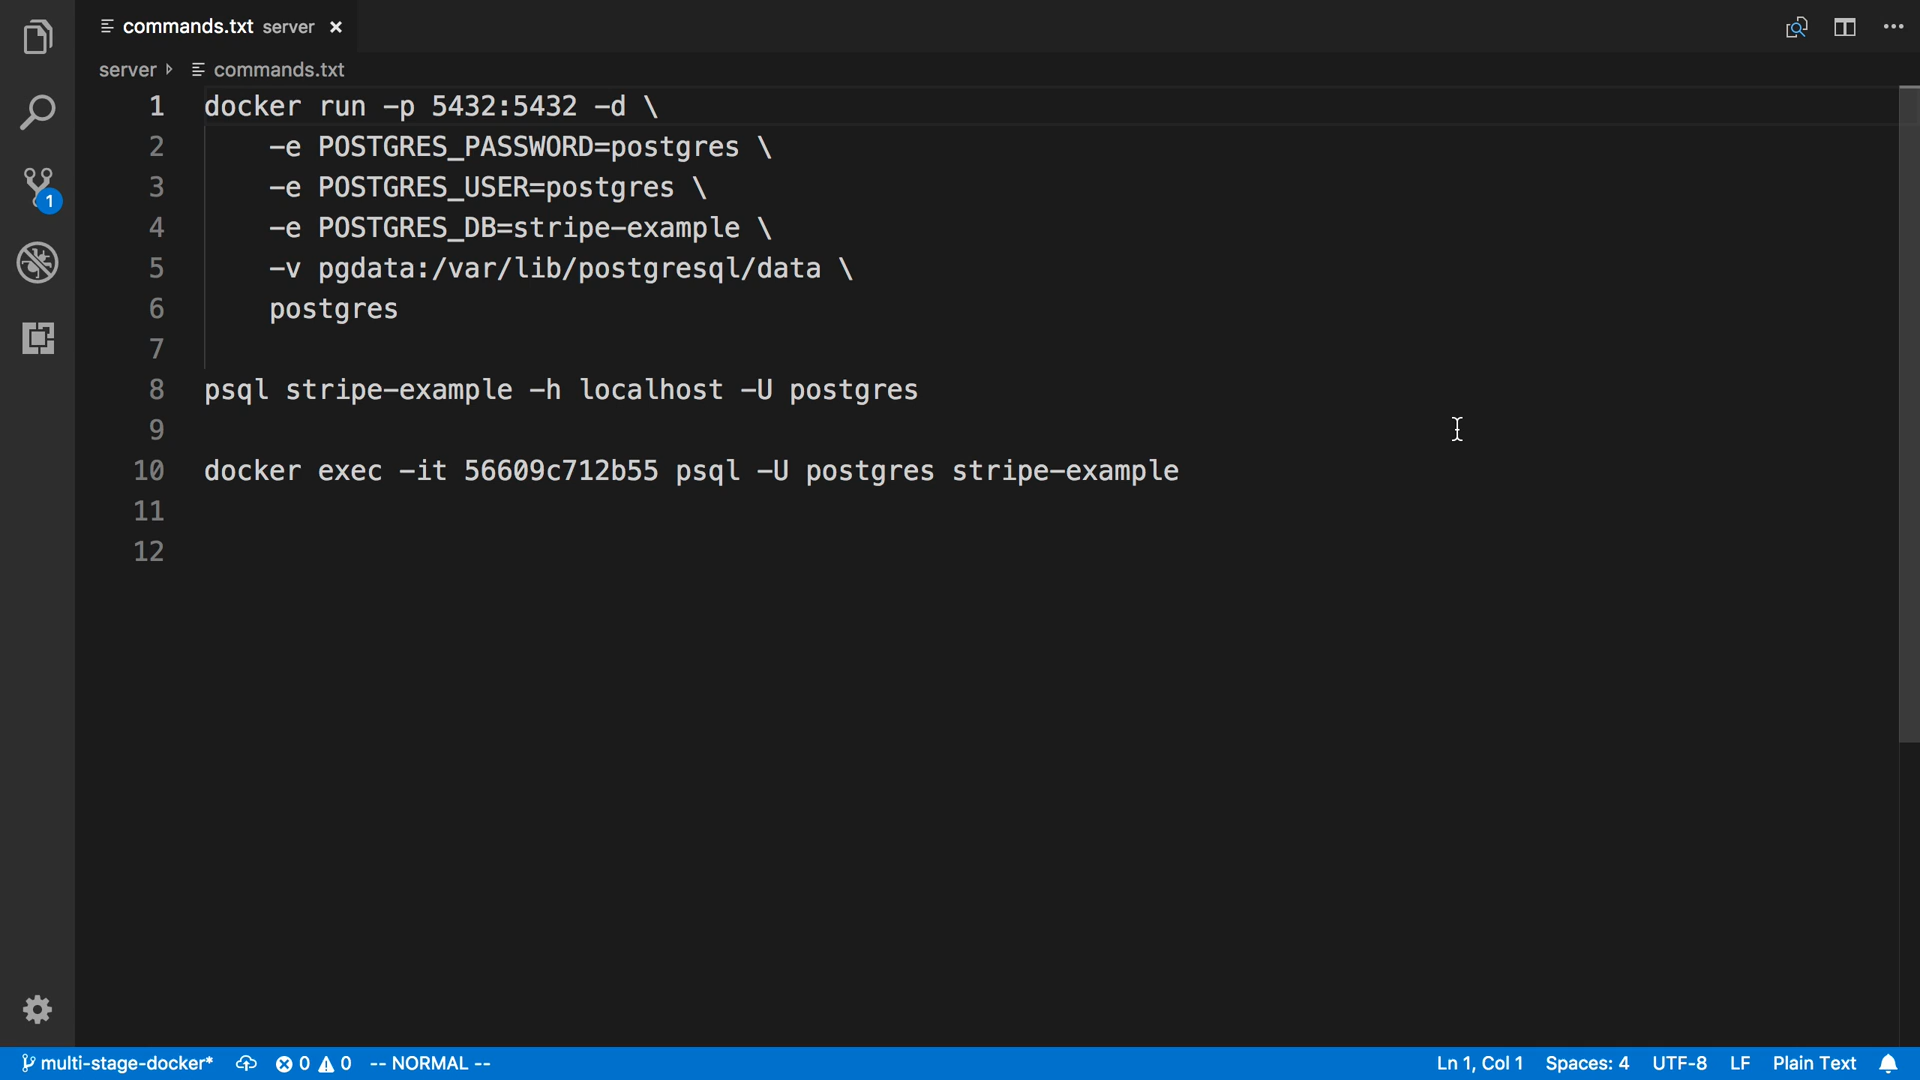 commands.txt server
server commands.txt
1 docker run -p 5432:5432 -d \
2 -e POSTGRES_PASSWORD=postgres \
3 -e POSTGRES_USER=postgres \
4 -e POSTGRES_DB=stripe-example \
5 -v pgdata:/var/lib/postgresql/data \
6 postgres
7
8 psql stripe-example -h localhost -U postgres
9
10 docker exec -it 56609c712b55 psql -U postgres stripe-example
11
12
1
multi-stage-docker* 0 0 -- NORMAL -- Ln 1, Col 1 Spaces: 4 UTF-8 LF Plain Text